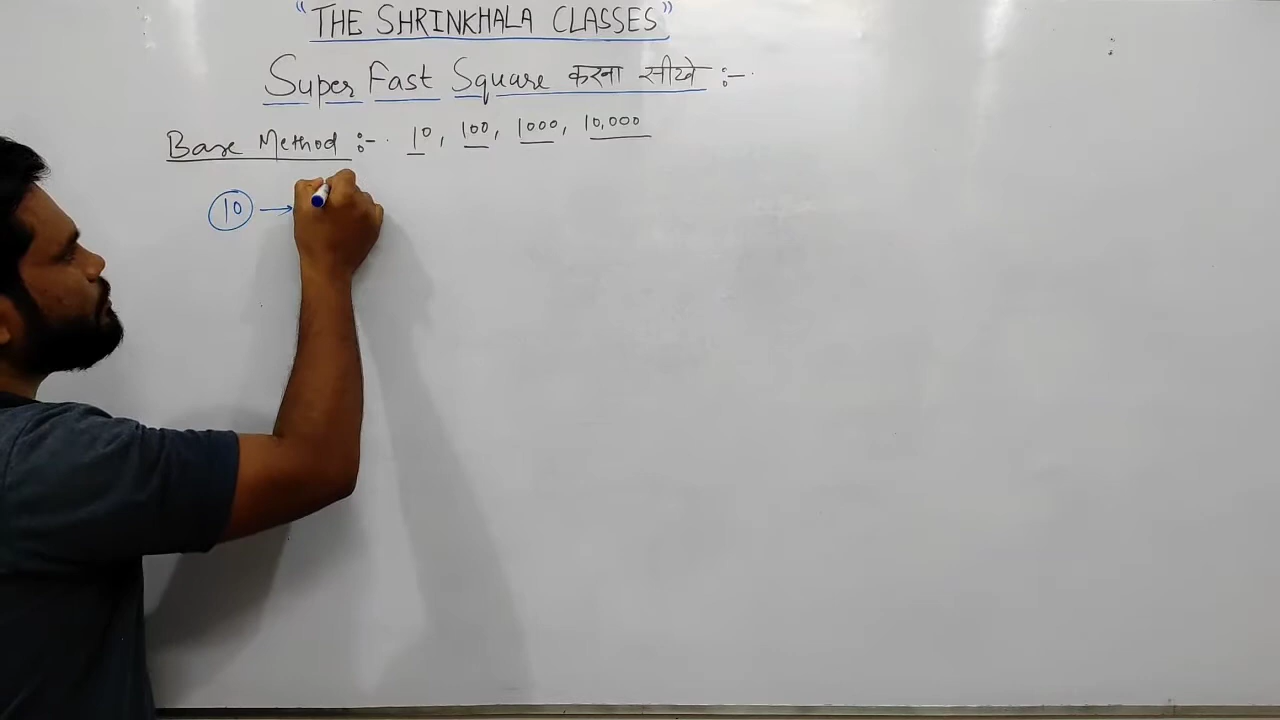 "THE SHRINKHALA CLASSES"
Super Fast Square करना सीखे :-
Base Method :- 10, 100, 1000, 10,000
10 →